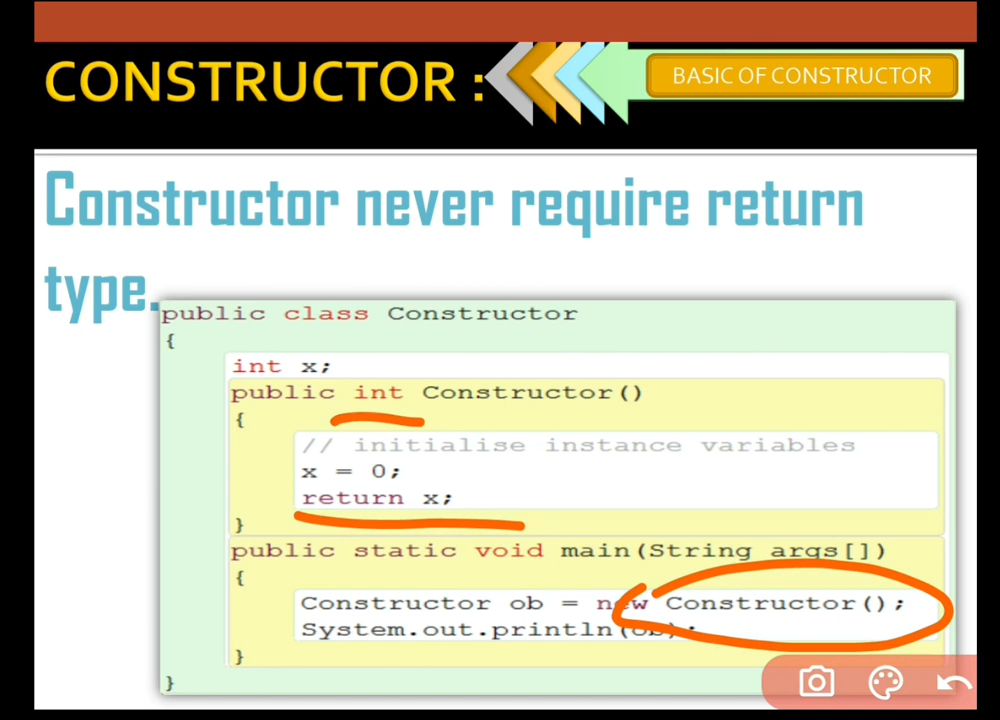 CONSTRUCTOR :
BASIC OF CONSTRUCTOR
Constructor never require return
type.
public class Constructor
{
int x;
public int Constructor()
{
// initialise instance variables
x = 0;
return x;
}
public static void main(String args[])
{
Constructor ob = new Constructor();
System.out.println(ob);
}
}